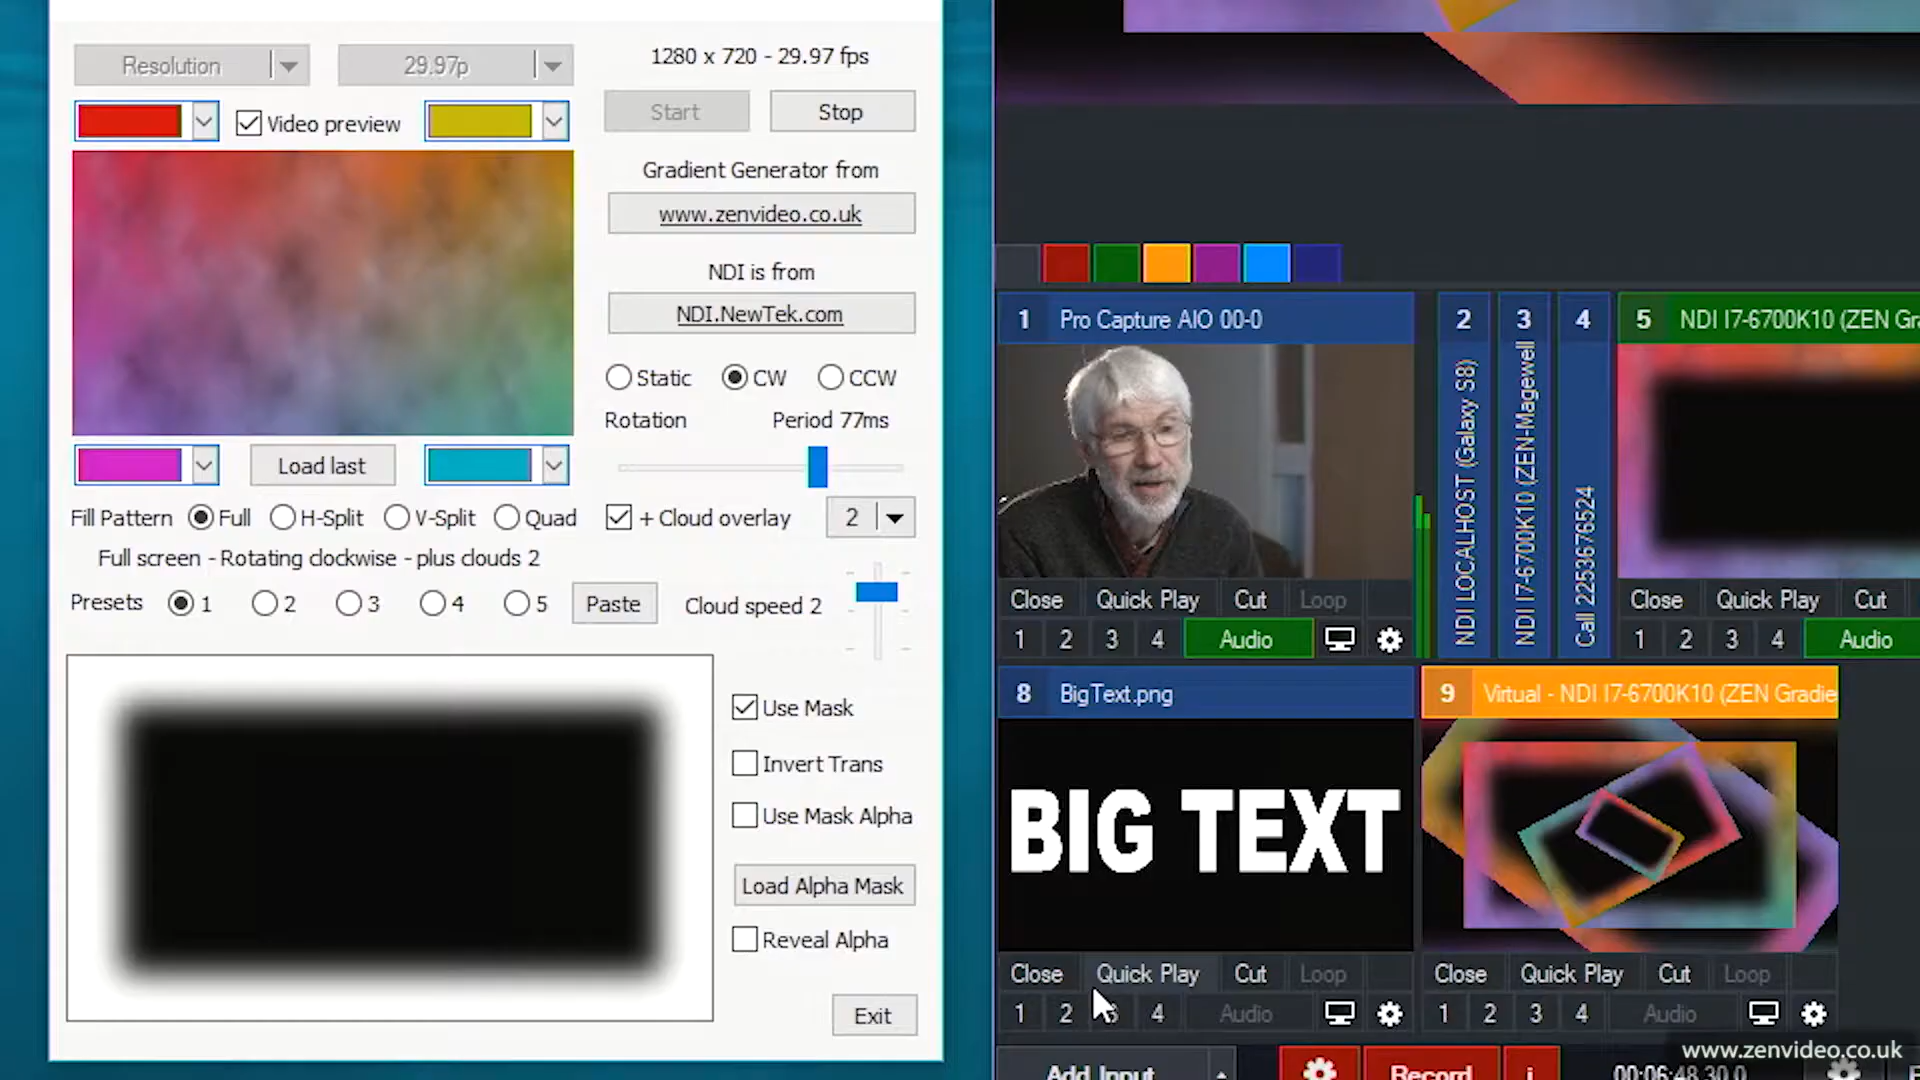 Resolution
29.97p
1280 x 720 - 29.97 fps
Video preview
Start
Stop
Gradient Generator from
www.zenvideo.co.uk
NDI is from
NDI.NewTek.com
Static
CW
CCW
Rotation
Period 77ms
Load last
Fill Pattern
Full
H-Split
V-Split
Quad
+ Cloud overlay
2
Full screen - Rotating clockwise - plus clouds 2
Presets
1
2
3
4
5
Paste
Cloud speed 2
Use Mask
Invert Trans
Use Mask Alpha
Load Alpha Mask
Reveal Alpha
Exit
1 Pro Capture AIO 00-0
2
NDI LOCALHOST (Galaxy S8)
3
NDI I7-6700K10 (ZEN-Magewell
4
Call 2253676524
5 NDI I7-6700K10 (ZEN Gra
Close Quick Play Cut Loop
1 2 3 4 Audio
Close Quick Play Cut
1 2 3 4 Audio
8 BigText.png
BIG TEXT
Close Quick Play Cut Loop
1 2 4 Audio
9 Virtual - NDI I7-6700K10 (ZEN Gradie
Close Quick Play Cut Loop
1 2 3 4 Audio
Add Input
Record
00:06:48.30.0
www.zenvideo.co.uk